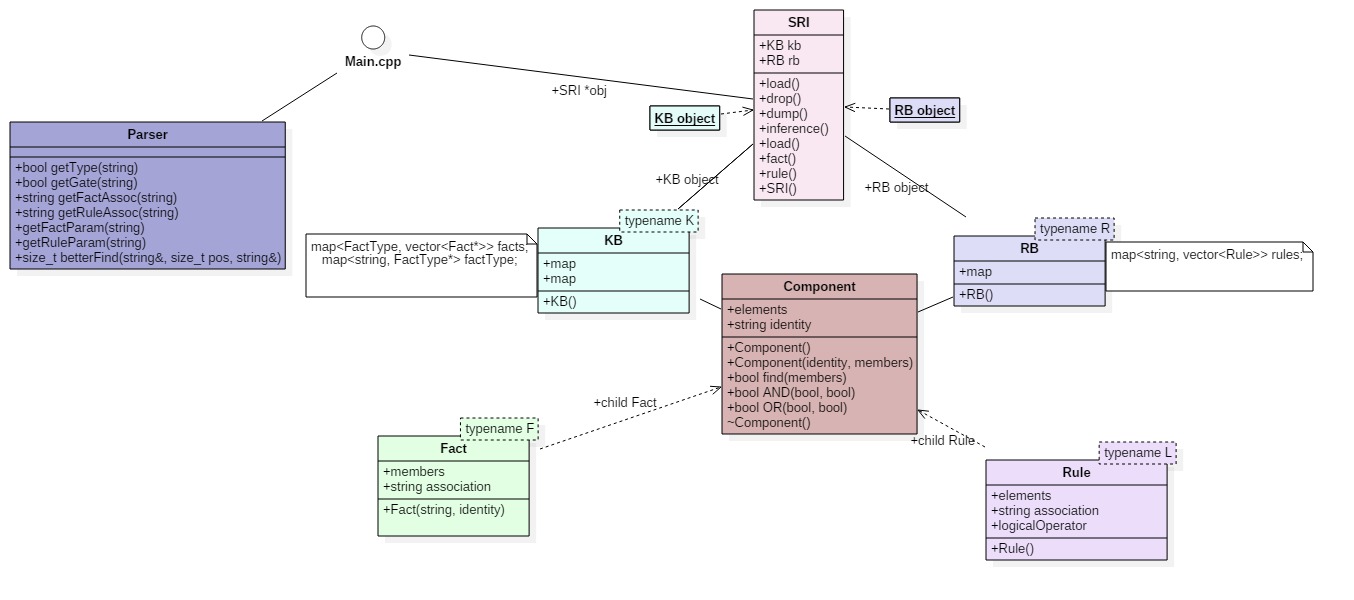 Main.cpp
+SRI *obj
SRI
+KB kb
+RB rb
+load()
+drop()
+dump()
+inference()
+load()
+fact()
+rule()
+SRI()
KB object
RB object
Parser
+bool getType(string)
+bool getGate(string)
+string getFactAssoc(string)
+string getRuleAssoc(string)
+getFactParam(string)
+getRuleParam(string)
+size_t betterFind(string&, size_t pos, string&)
+KB object
+RB object
map<FactType, vector<Fact*>> facts;
map<string, FactType*> factType;
typename K
KB
+map
+map
+KB()
typename R
RB
+map
+RB()
map<string, vector<Rule>> rules;
Component
+elements
+string identity
+Component()
+Component(identity, members)
+bool find(members)
+bool AND(bool, bool)
+bool OR(bool, bool)
~Component()
+child Fact
+child Rule
typename F
Fact
+members
+string association
+Fact(string, identity)
typename L
Rule
+elements
+string association
+logicalOperator
+Rule()